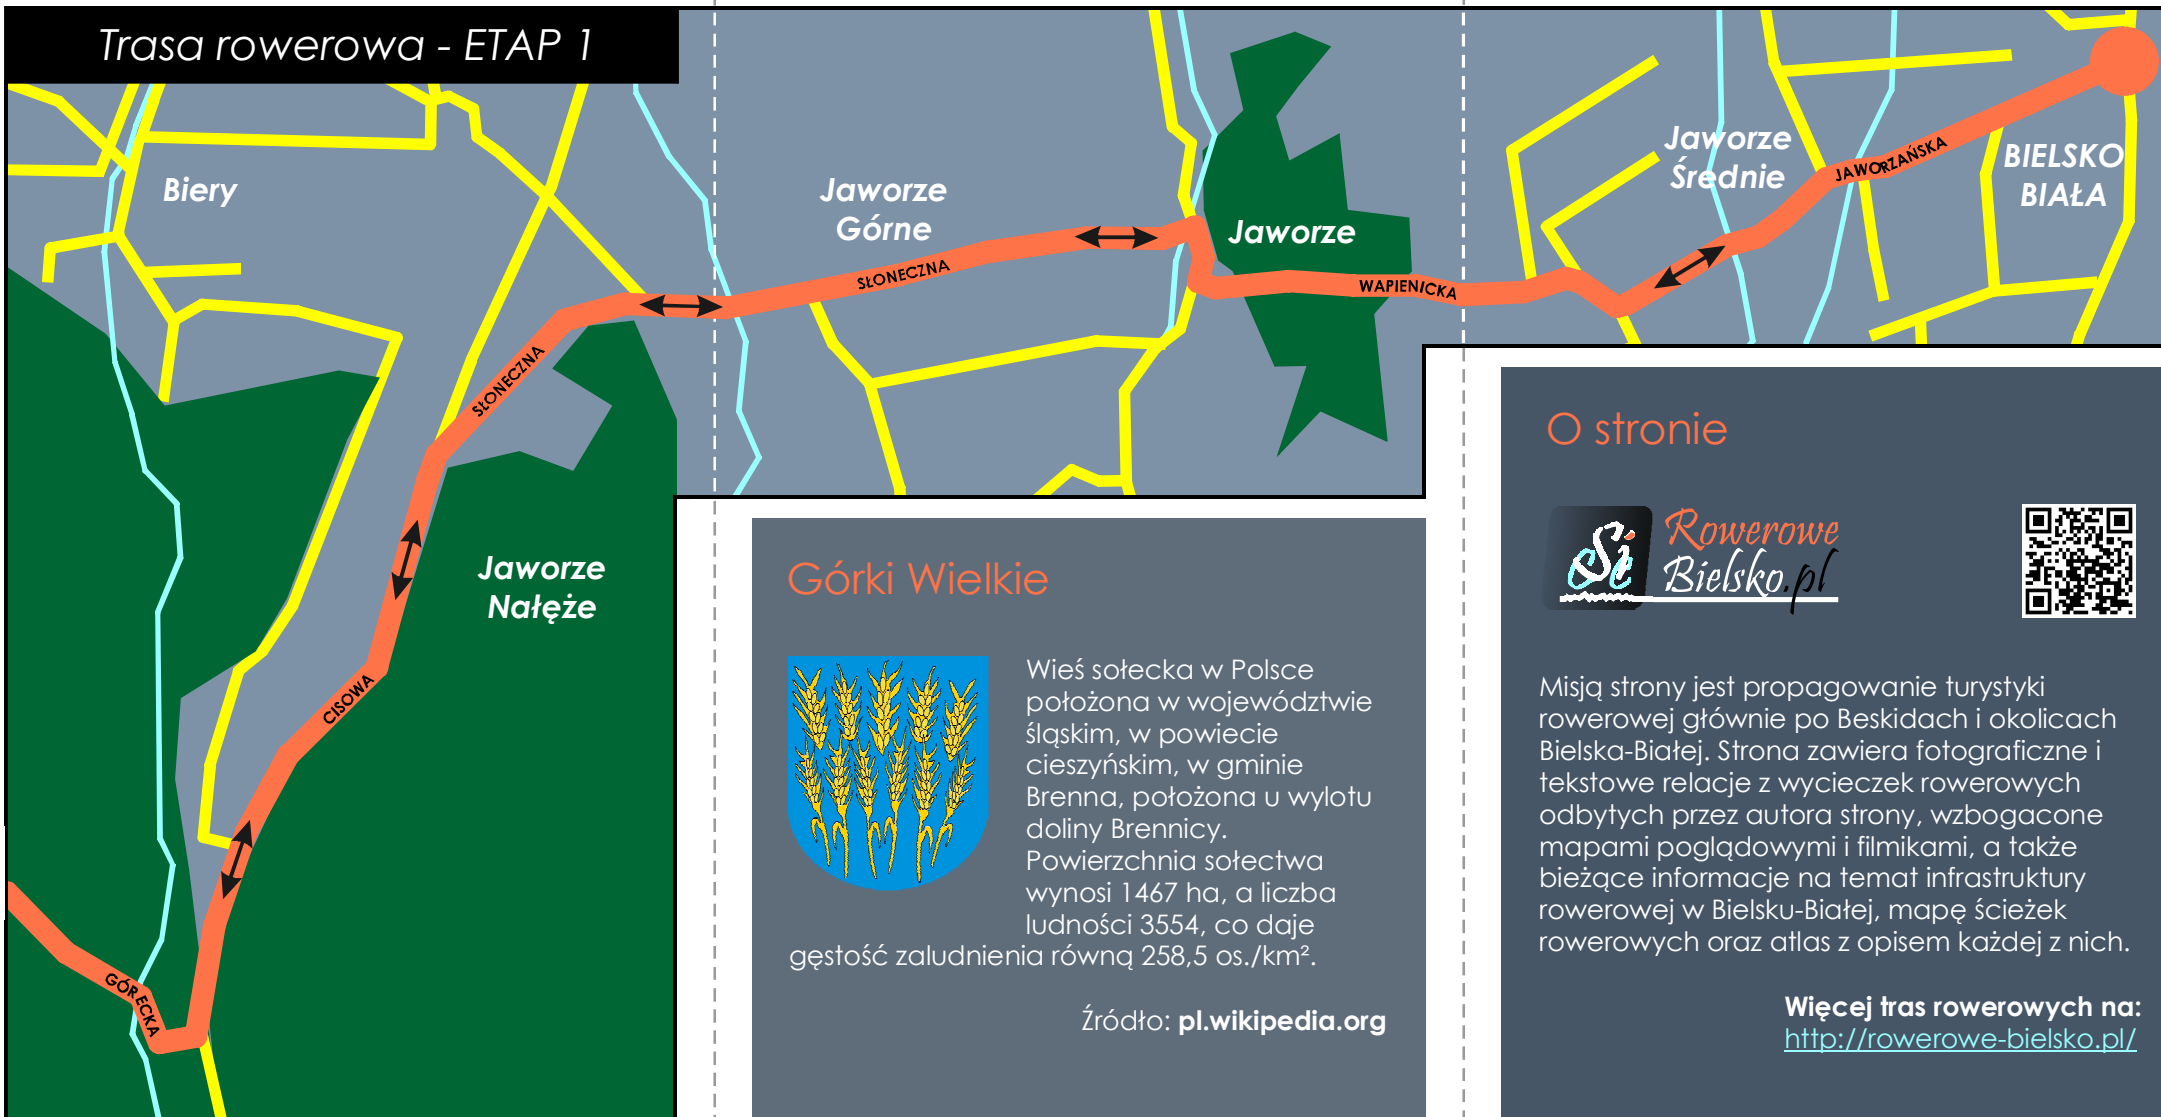 Trasa rowerowa - ETAP 1
Biery
Jaworze
Górne
Jaworze
Jaworze
Średnie
BIELSKO
BIAŁA
JAWORZAŃSKA
WAPIENICKA
SŁONECZNA
SŁONECZNA
Jaworze
Nałęże
CISOWA
GÓRECKA
Górki Wielkie
Wieś sołecka w Polsce
położona w województwie
śląskim, w powiecie
cieszyńskim, w gminie
Brenna, położona u wylotu
doliny Brennicy.
Powierzchnia sołectwa
wynosi 1467 ha, a liczba
ludności 3554, co daje
gęstość zaludnienia równą 258,5 os./km².
Źródło: pl.wikipedia.org
O stronie
Rowerowe
Bielsko.pl
Misją strony jest propagowanie turystyki
rowerowej głównie po Beskidach i okolicach
Bielska-Białej. Strona zawiera fotograficzne i
tekstowe relacje z wycieczek rowerowych
odbytych przez autora strony, wzbogacone
mapami poglądowymi i filmikami, a także
bieżące informacje na temat infrastruktury
rowerowej w Bielsku-Białej, mapę ścieżek
rowerowych oraz atlas z opisem każdej z nich.
Więcej tras rowerowych na:
http://rowerowe-bielsko.pl/